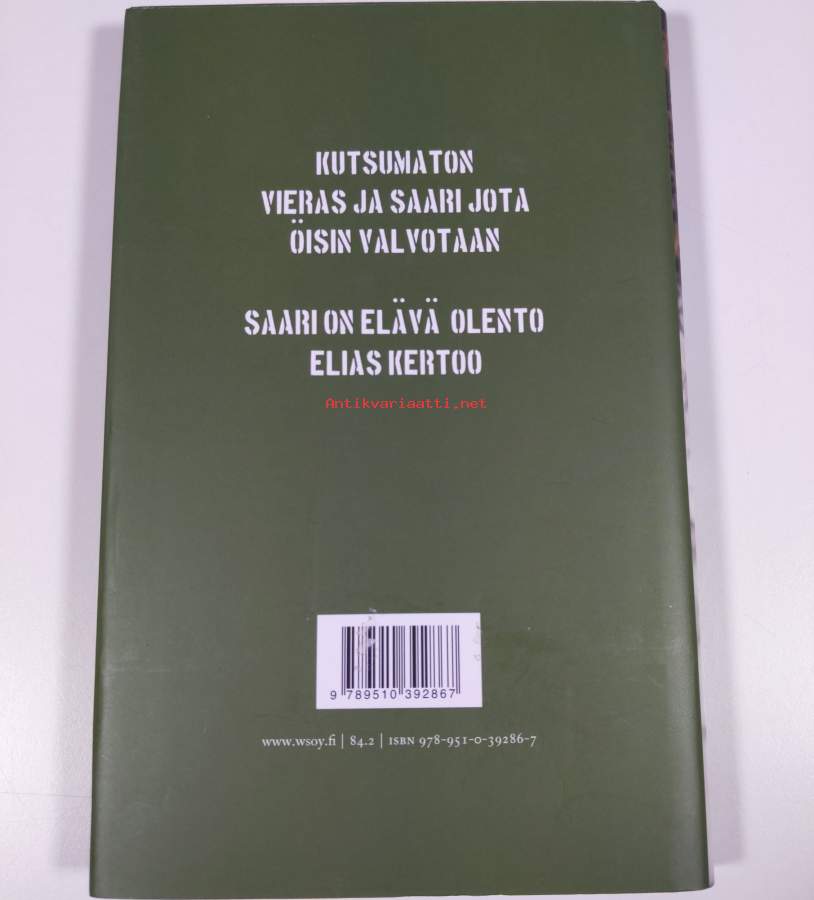 KUTSUMATON
VIERAS JA SAARI JOTA
ÖISIN VALVOTAAN
SAARI ON ELÄVÄ OLENTO
ELIAS KERTOO
Antikvariaatti.net
9 789510 392867
www.wsoy.fi | 84.2 | ISBN 978-951-0-39286-7